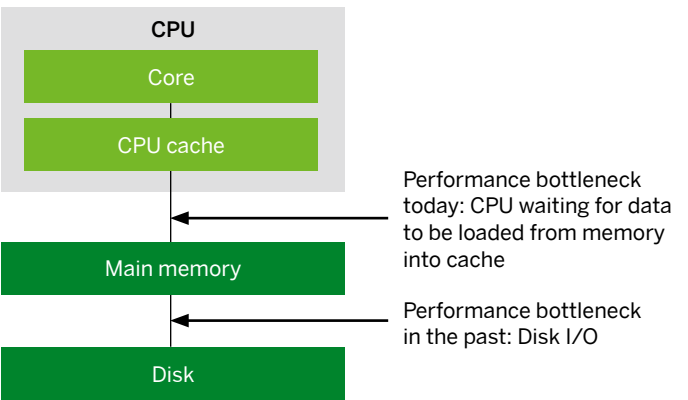 CPU
Core
CPU cache
Performance bottleneck
today: CPU waiting for data
to be loaded from memory
into cache
Main memory
Performance bottleneck
in the past: Disk I/O
Disk